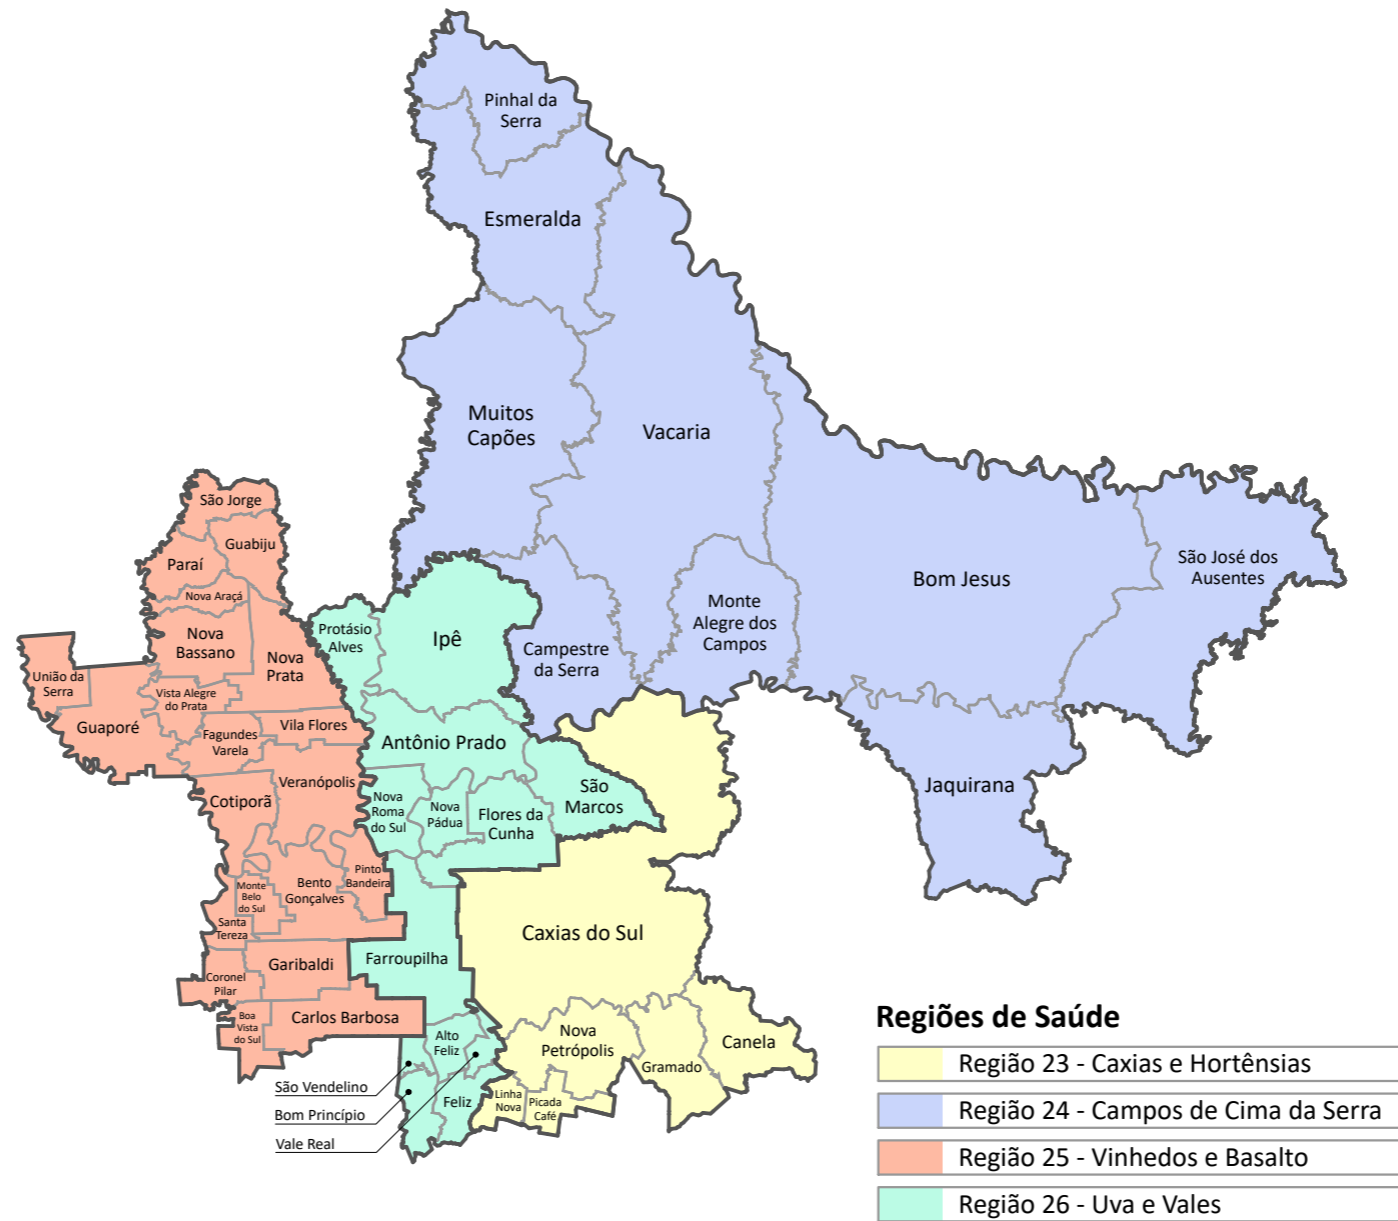 Pinhal da
Serra
Esmeralda
Muitos
Capões
Vacaria
São Jorge
Guabiju
Paraí
Nova Araçá
Nova
Bassano
Nova
Prata
União da
Serra
Guaporé
Vista Alegre
do Prata
Fagundes
Varela
Vila Flores
Protásio
Alves
Ipê
Campestre
da Serra
Monte
Alegre dos
Campos
Bom Jesus
São José dos
Ausentes
Jaquirana
Antônio Prado
São
Marcos
Cotiporã
Veranópolis
Nova
Roma
do Sul
Nova
Pádua
Flores da
Cunha
Pinto
Bandeira
Bento
Gonçalves
Monte
Belo
do Sul
Santa
Tereza
Caxias do Sul
Farroupilha
Garibaldi
Coronel
Pilar
Boa
Vista
do Sul
Carlos Barbosa
Alto
Feliz
Nova
Petrópolis
Gramado
Canela
São Vendelino
Bom Princípio
Vale Real
Feliz
Linha
Nova
Picada
Café
Regiões de Saúde
Região 23 - Caxias e Hortênsias
Região 24 - Campos de Cima da Serra
Região 25 - Vinhedos e Basalto
Região 26 - Uva e Vales